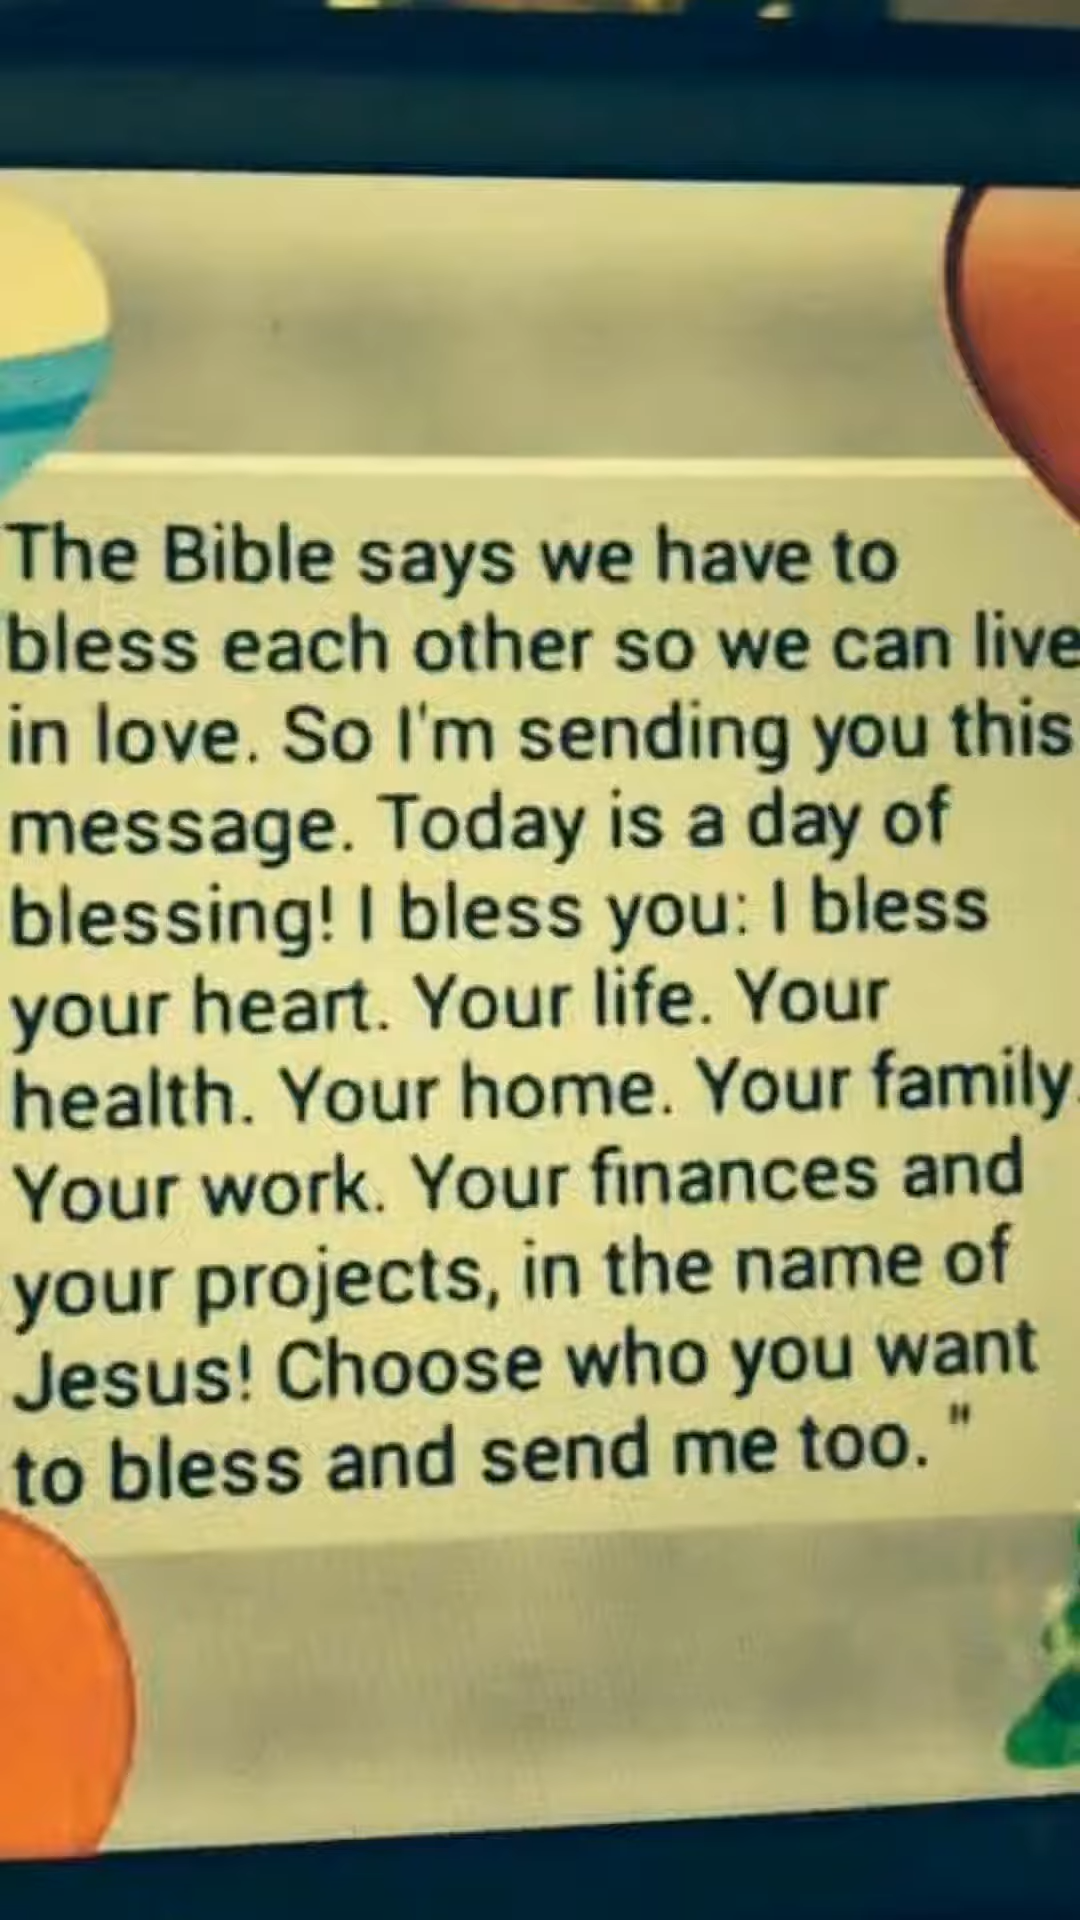 The Bible says we have to
bless each other so we can live
in love. So I'm sending you this
message. Today is a day of
blessing! I bless you: I bless
your heart. Your life. Your
health. Your home. Your family.
Your work. Your finances and
your projects, in the name of
Jesus! Choose who you want
to bless and send me too. "